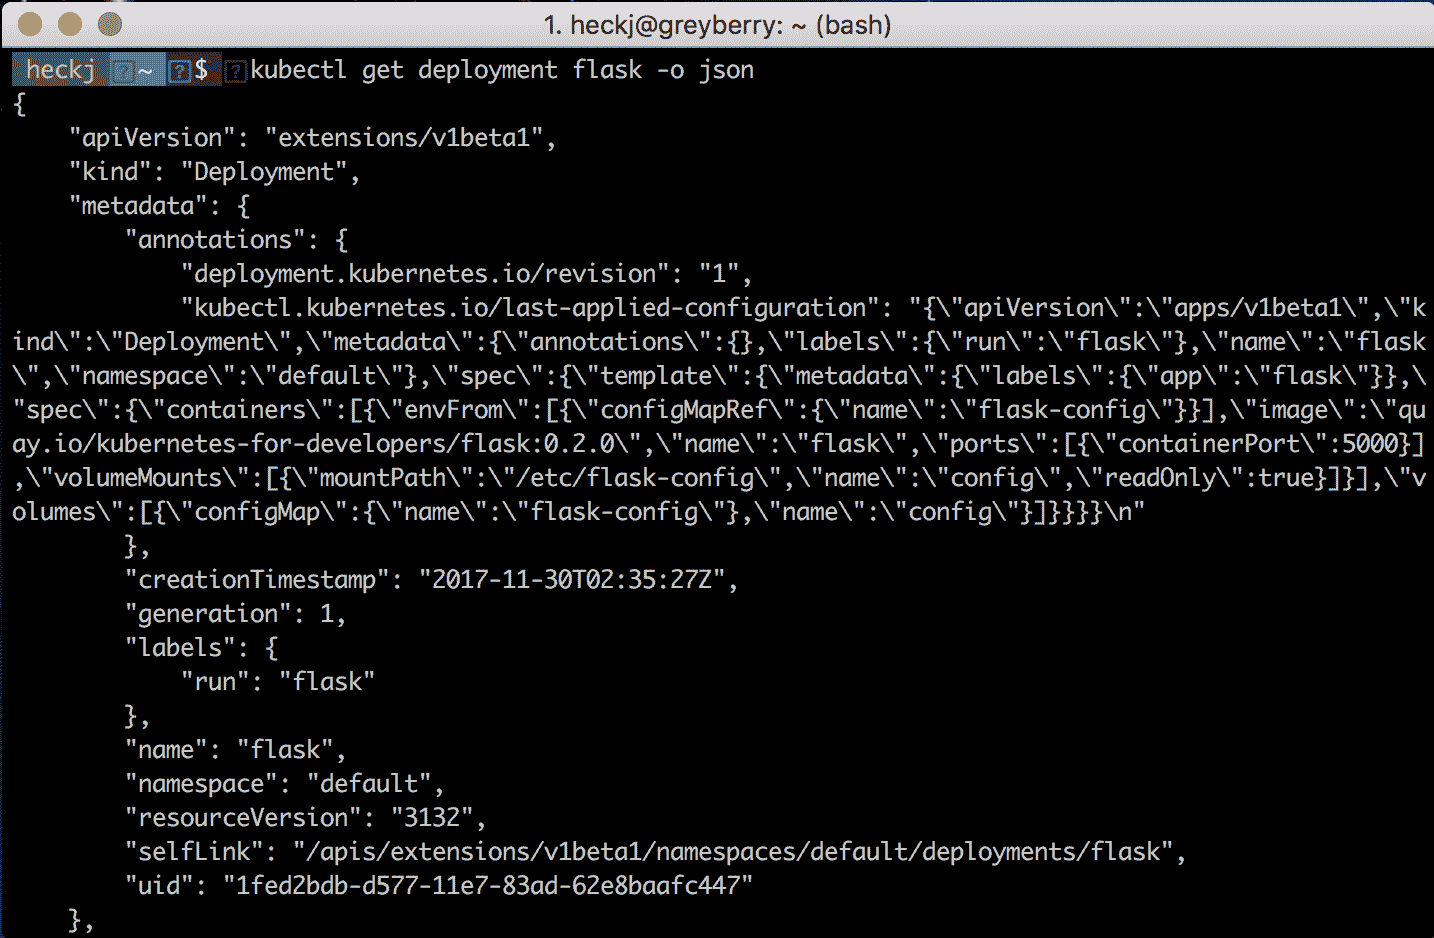 1. heckj@greyberry: ~ (bash)
heckj ~ $ kubectl get deployment flask -o json
{
    "apiVersion": "extensions/v1beta1",
    "kind": "Deployment",
    "metadata": {
        "annotations": {
            "deployment.kubernetes.io/revision": "1",
            "kubectl.kubernetes.io/last-applied-configuration": "{\"apiVersion\":\"apps/v1beta1\",\"k
ind\":\"Deployment\",\"metadata\":{\"annotations\":{},\"labels\":{\"run\":\"flask\"},\"name\":\"flask
\",\"namespace\":\"default\"},\"spec\":{\"template\":{\"metadata\":{\"labels\":{\"app\":\"flask\"}},\
"spec\":{\"containers\":[{\"envFrom\":[{\"configMapRef\":{\"name\":\"flask-config\"}}],\"image\":\"qu
ay.io/kubernetes-for-developers/flask:0.2.0\",\"name\":\"flask\",\"ports\":[{\"containerPort\":5000}]
,\"volumeMounts\":[{\"mountPath\":\"/etc/flask-config\",\"name\":\"config\",\"readOnly\":true}]}],\"v
olumes\":[{\"configMap\":{\"name\":\"flask-config\"},\"name\":\"config\"}]}}}}\n"
        },
        "creationTimestamp": "2017-11-30T02:35:27Z",
        "generation": 1,
        "labels": {
            "run": "flask"
        },
        "name": "flask",
        "namespace": "default",
        "resourceVersion": "3132",
        "selfLink": "/apis/extensions/v1beta1/namespaces/default/deployments/flask",
        "uid": "1fed2bdb-d577-11e7-83ad-62e8baafc447"
    },